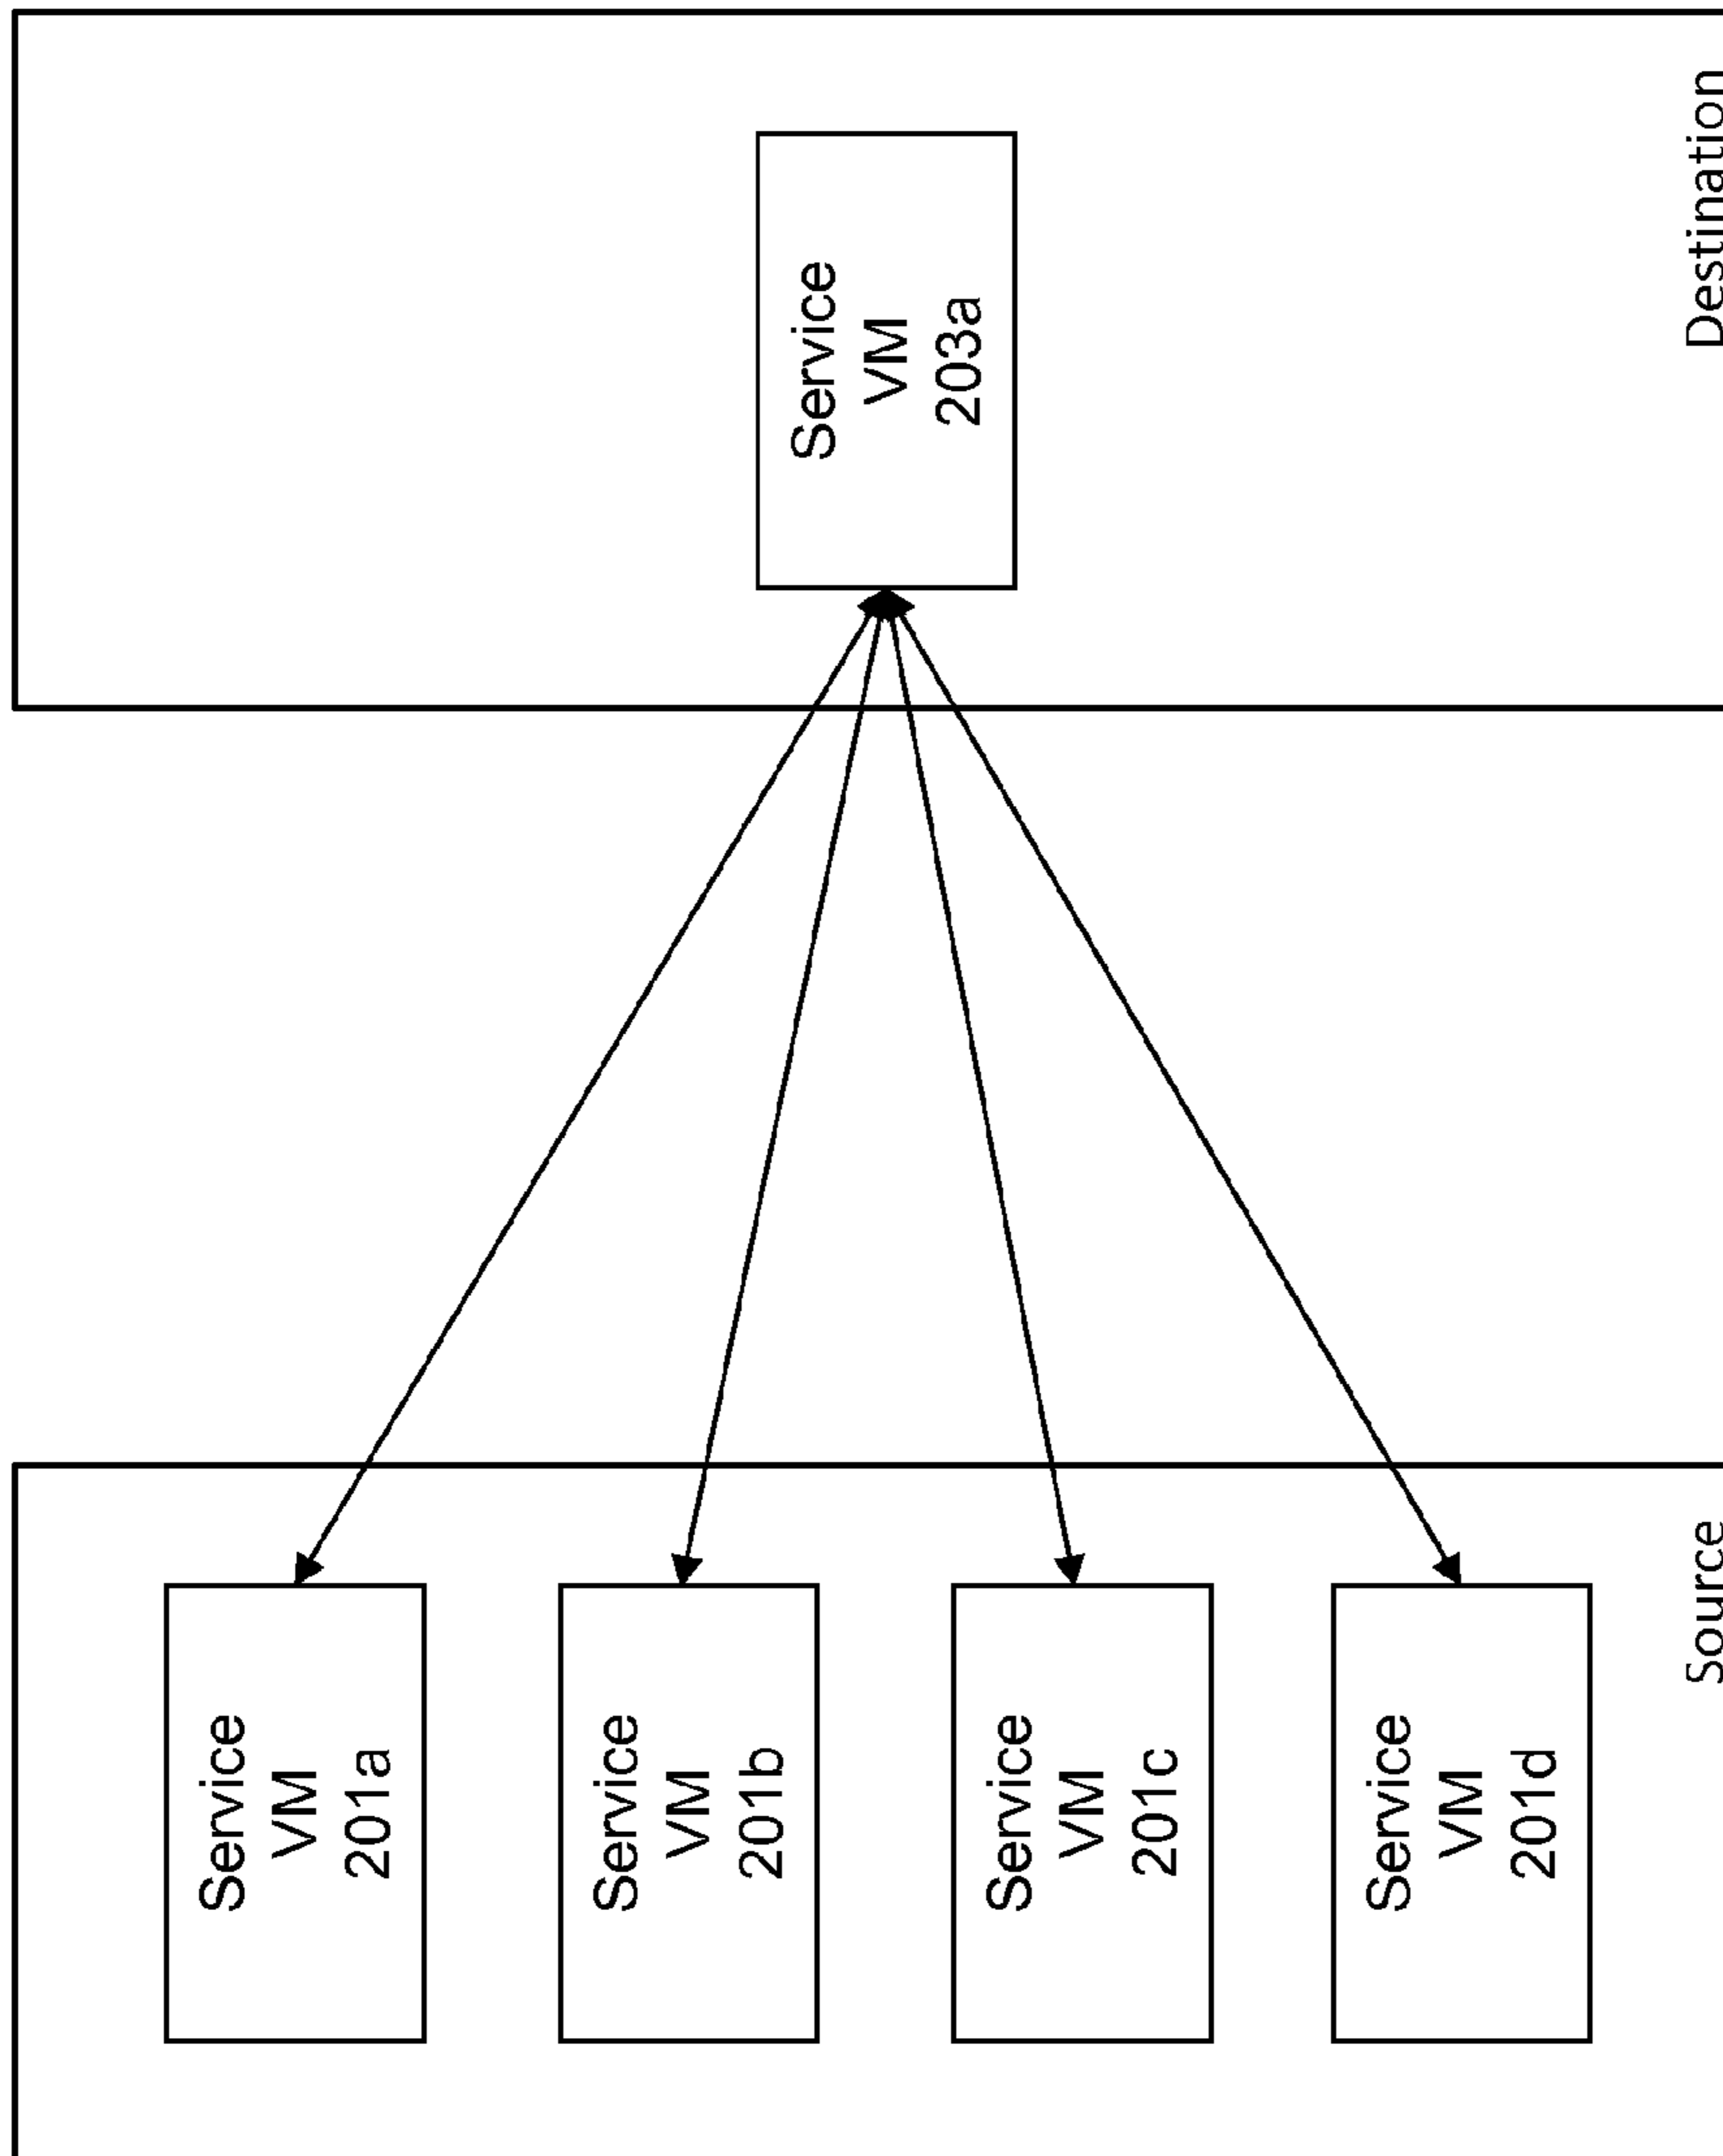 Service
VM
201a
Service
VM
201b
Service
VM
201c
Service
VM
201d
Source
Service
VM
203a
Destination